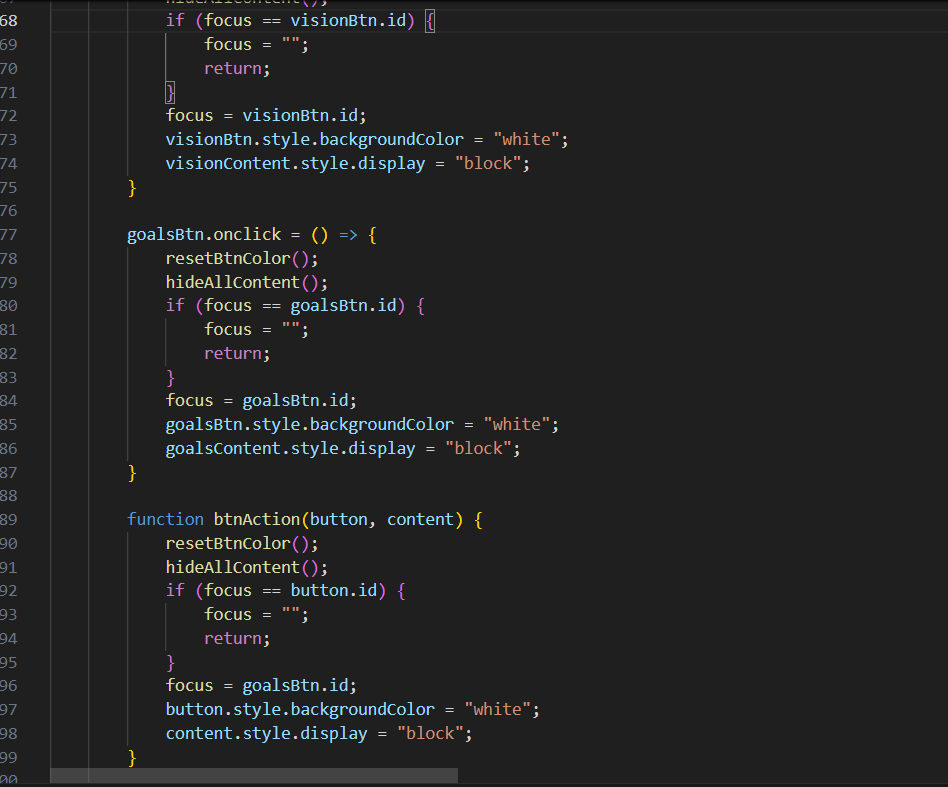 hideAllContent();
68 if (focus == visionBtn.id) {
69 focus = "";
70 return;
71 }
72 focus = visionBtn.id;
73 visionBtn.style.backgroundColor = "white";
74 visionContent.style.display = "block";
75 }
76
77 goalsBtn.onclick = () => {
78 resetBtnColor();
79 hideAllContent();
80 if (focus == goalsBtn.id) {
81 focus = "";
82 return;
83 }
84 focus = goalsBtn.id;
85 goalsBtn.style.backgroundColor = "white";
86 goalsContent.style.display = "block";
87 }
88
89 function btnAction(button, content) {
90 resetBtnColor();
91 hideAllContent();
92 if (focus == button.id) {
93 focus = "";
94 return;
95 }
96 focus = goalsBtn.id;
97 button.style.backgroundColor = "white";
98 content.style.display = "block";
99 }
00